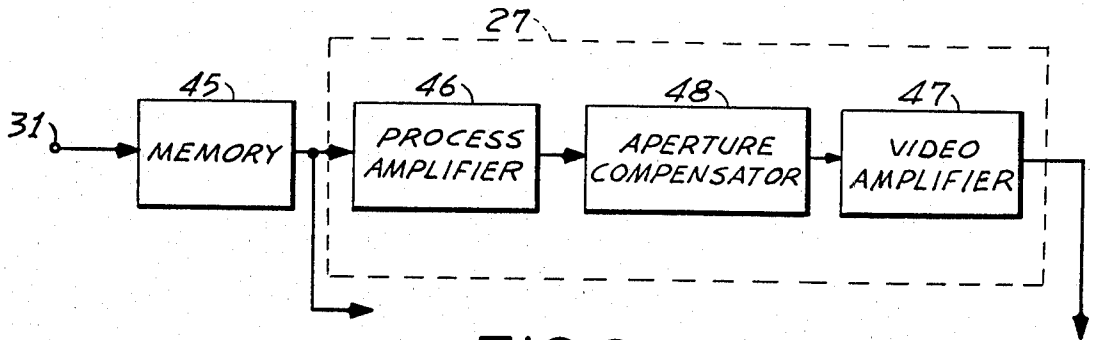 27
45
46
48
47
31
MEMORY
PROCESS
AMPLIFIER
APERTURE
COMPENSATOR
VIDEO
AMPLIFIER